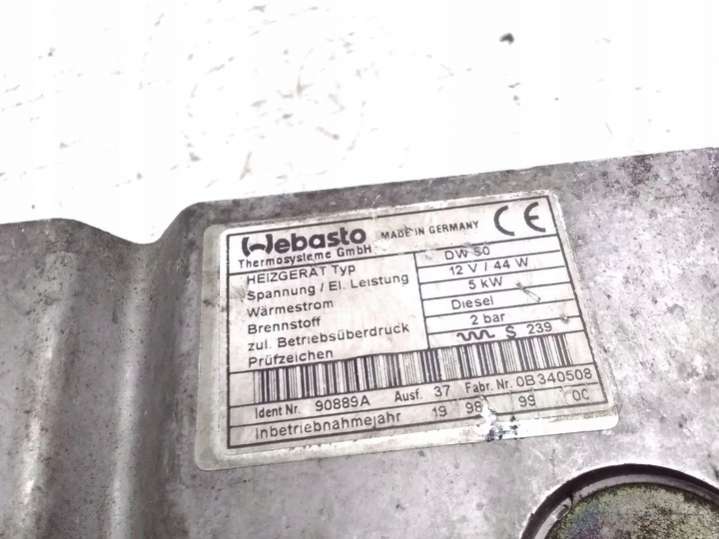 Webasto MADE IN GERMANY CE
Thermosysteme GmbH
HEIZGERÄT Typ DW 50
Spannung / El. Leistung 12 V / 44 W
Wärmestrom 5 kW
Brennstoff Diesel
zul. Betriebsüberdruck 2 bar
Prüfzeichen S 239
Ident Nr. 90889A Ausf. 37 Fabr. Nr. 0B340508
Inbetriebnahmejahr 19 98 99 0C